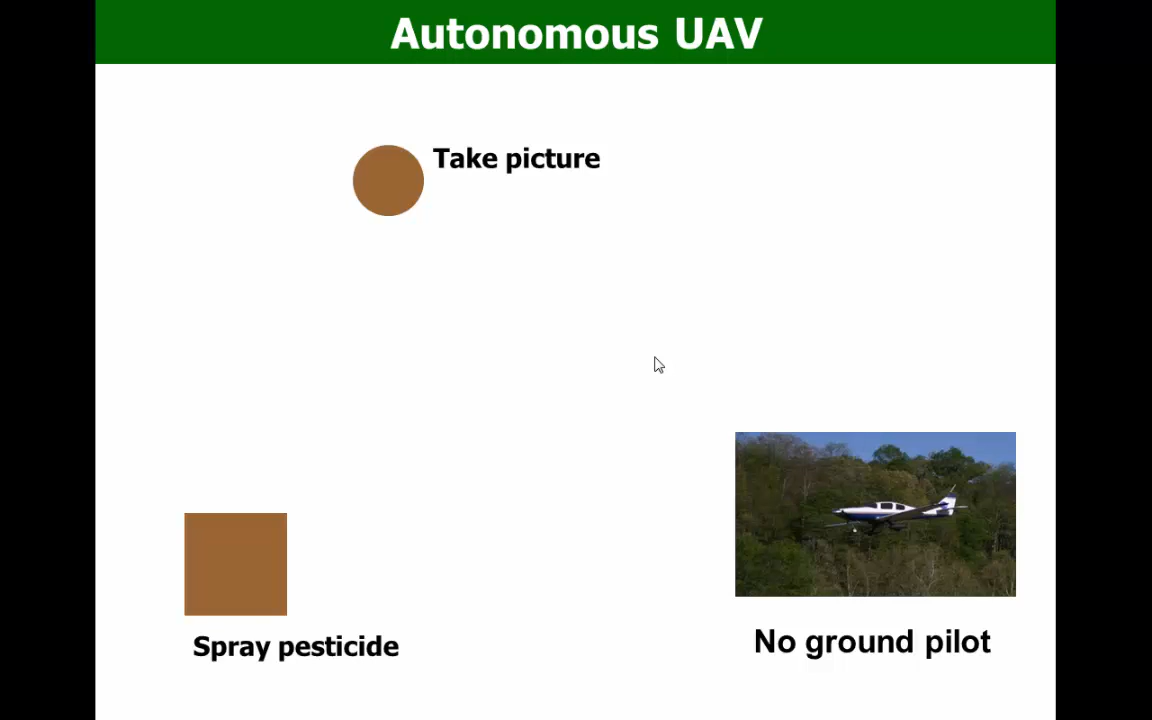 Autonomous UAV
Take picture
Spray pesticide
No ground pilot